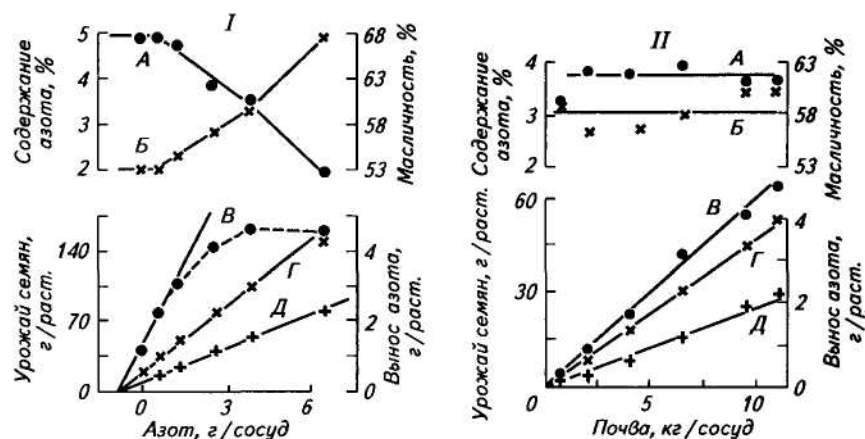 I
II
5
4
3
2
Содержание
азота, %
А
Б
68
63
58
53
Масличность, %
4
3
2
Содержание
азота, %
А
Б
68
63
58
53
Масличность, %
140
70
0
Урожай семян,
г/раст.
В
Г
Д
4
2
0
Вынос азота,
г/раст.
0 2 4 6
Азот, г/сосуд
60
30
Урожай семян, г/раст.
В
Г
Д
4
2
0
Вынос азота,
г/раст.
0 5 10
Почва, кг/сосуд